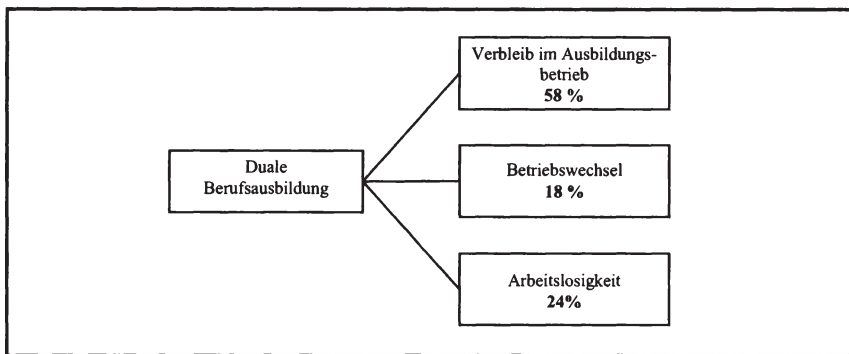 Verbleib im Ausbildungs-
betrieb
58 %
Duale
Berufsausbildung
Betriebswechsel
18 %
Arbeitslosigkeit
24%